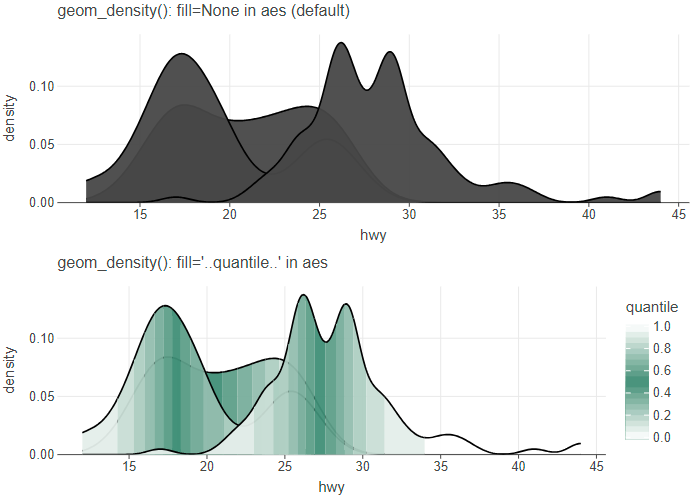 geom_density(): fill=None in aes (default)
density
0.10
0.05
0.00
15 20 25 30 35 40 45
hwy
geom_density(): fill='..quantile..' in aes
density
0.10
0.05
0.00
15 20 25 30 35 40 45
hwy
quantile
1.0
0.8
0.6
0.4
0.2
0.0